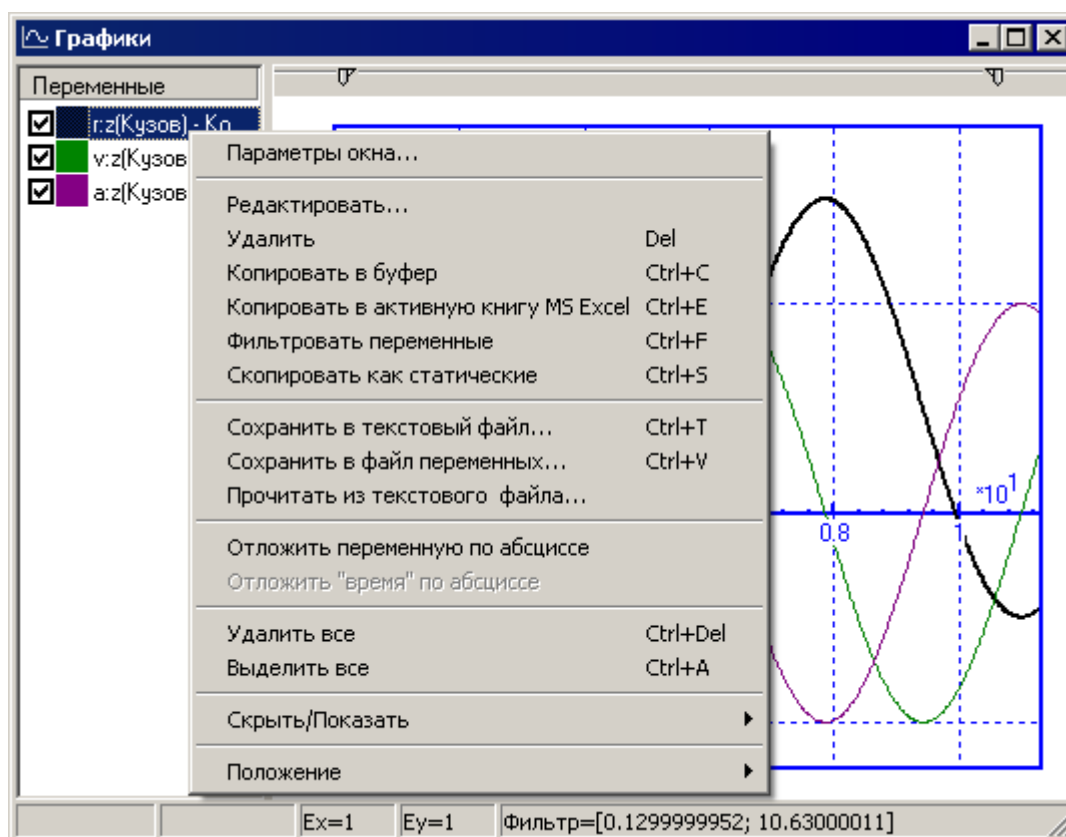 Графики
Переменные
r:z(Кузов) - Ко
v:z(Кузов
a:z(Кузов
Параметры окна...
Редактировать...
Удалить Del
Копировать в буфер Ctrl+C
Копировать в активную книгу MS Excel Ctrl+E
Фильтровать переменные Ctrl+F
Скопировать как статические Ctrl+S
Сохранить в текстовый файл... Ctrl+T
Сохранить в файл переменных... Ctrl+V
Прочитать из текстового файла...
Отложить переменную по абсциссе
Отложить "время" по абсциссе
Удалить все Ctrl+Del
Выделить все Ctrl+A
Скрыть/Показать
Положение
*10¹
0.8 1
Ex=1 Ey=1 Фильтр=[0.1299999952; 10.63000011]